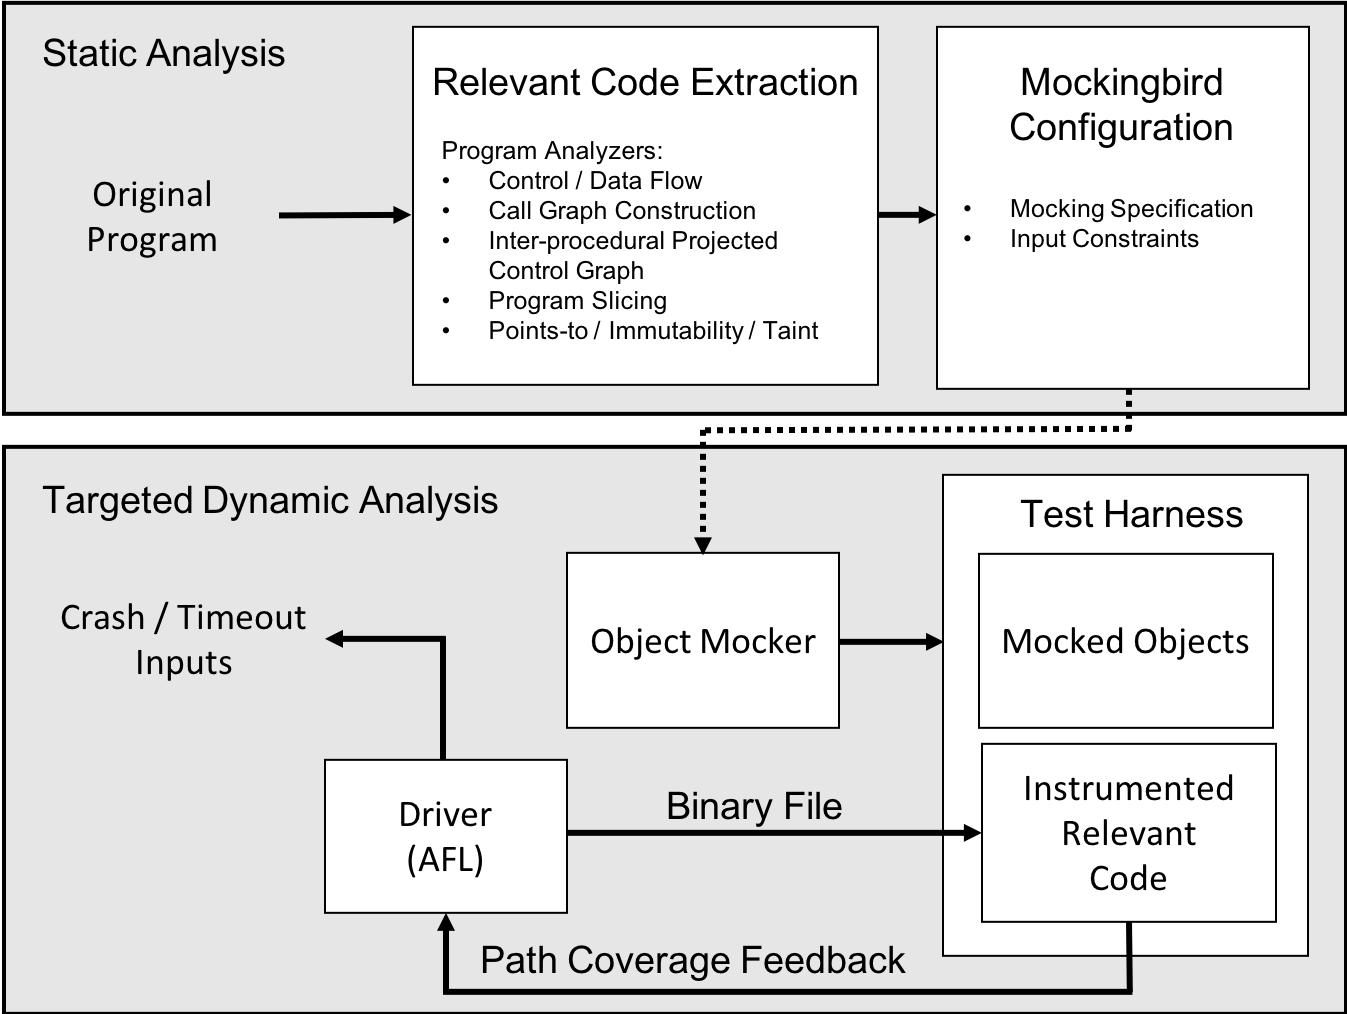 Static Analysis
Original
Program
Relevant Code Extraction
Program Analyzers:
• Control / Data Flow
• Call Graph Construction
• Inter-procedural Projected
Control Graph
• Program Slicing
• Points-to / Immutability / Taint
Mockingbird
Configuration
• Mocking Specification
• Input Constraints
Targeted Dynamic Analysis
Crash / Timeout
Inputs
Object Mocker
Test Harness
Mocked Objects
Driver
(AFL)
Binary File
Instrumented
Relevant
Code
Path Coverage Feedback